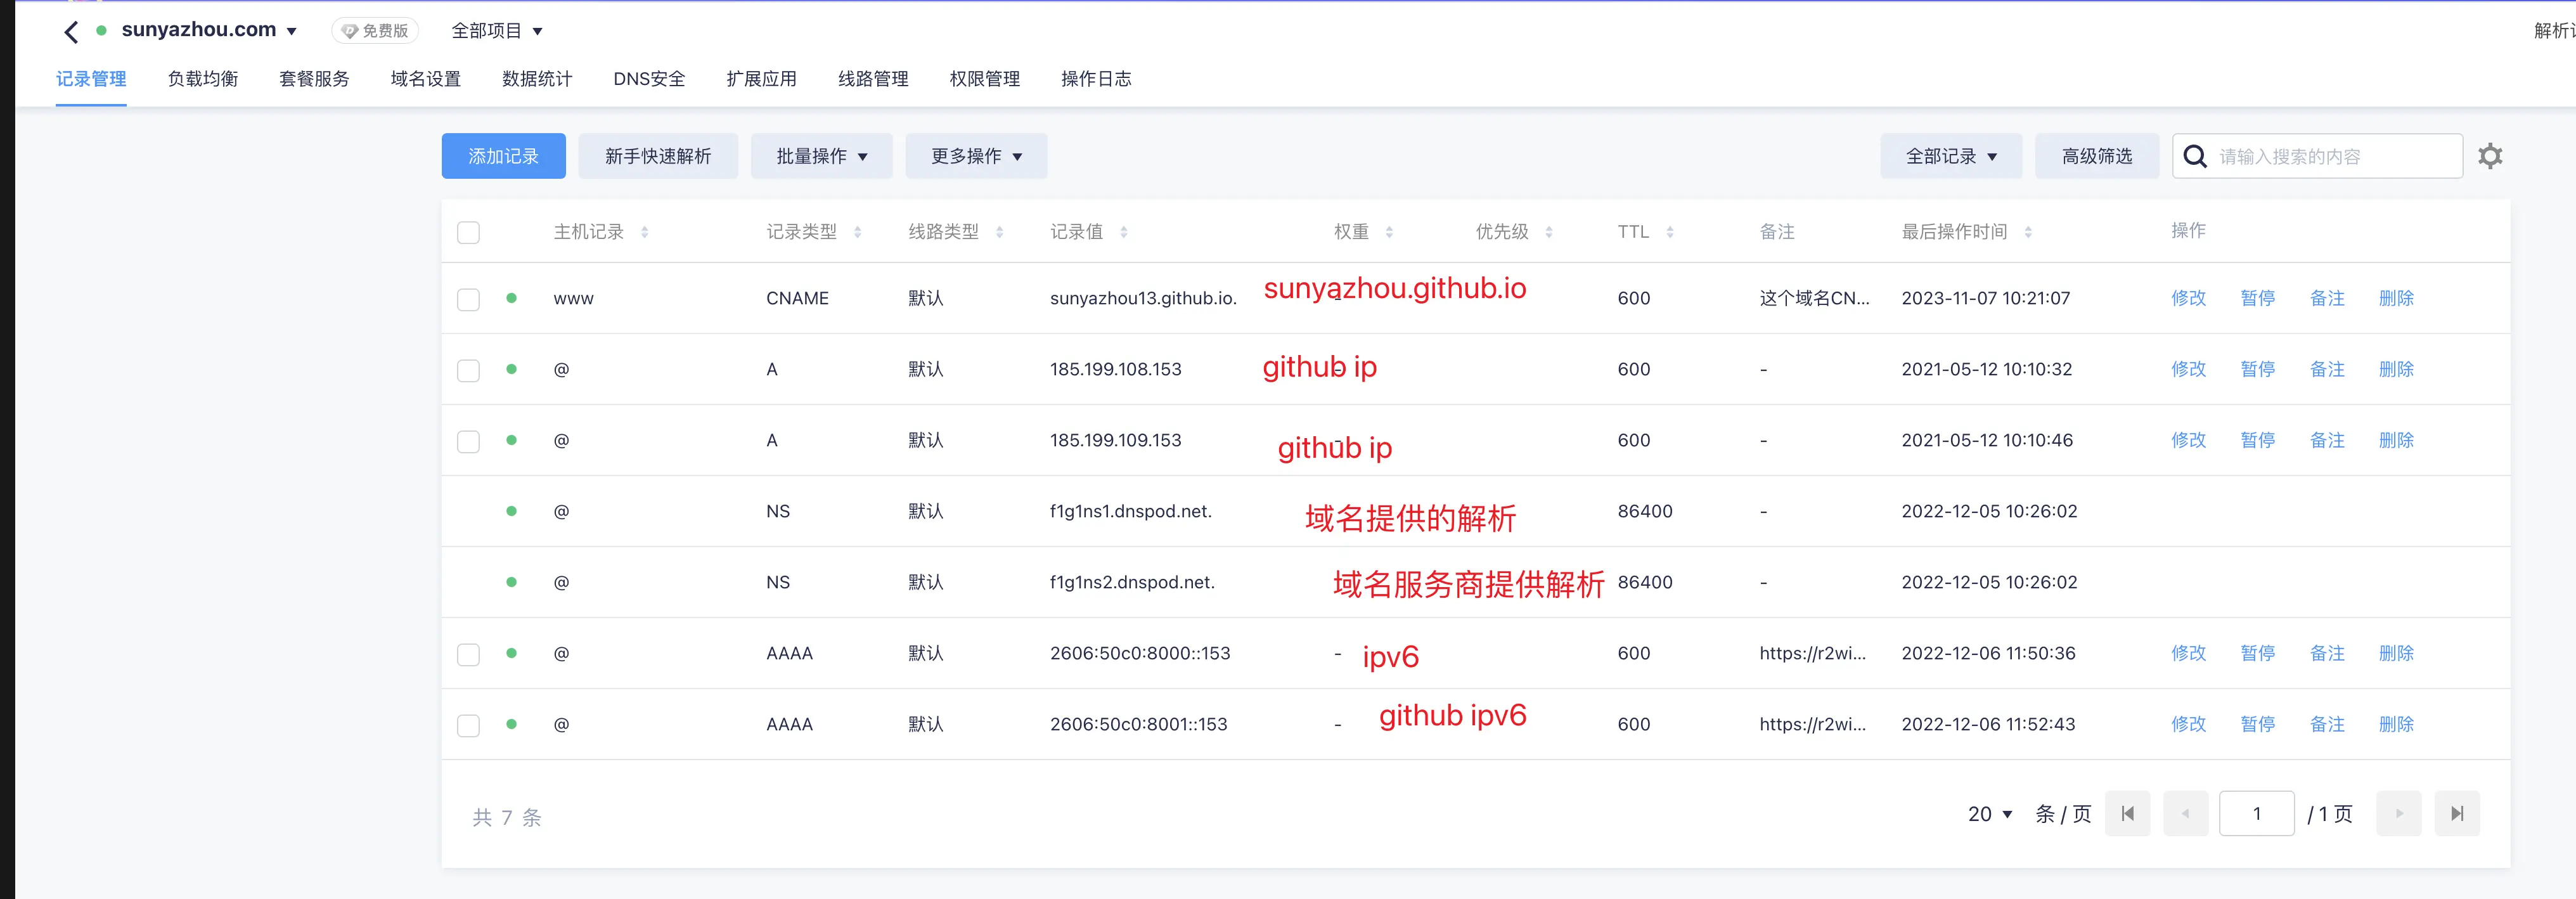 sunyazhou.com 免费版 全部项目 解析记
记录管理 负载均衡 套餐服务 域名设置 数据统计 DNS安全 扩展应用 线路管理 权限管理 操作日志
添加记录 新手快速解析 批量操作 更多操作 全部记录 高级筛选 请输入搜索的内容
主机记录 记录类型 线路类型 记录值 权重 优先级 TTL 备注 最后操作时间 操作
www CNAME 默认 sunyazhou13.github.io. - sunyazhou.github.io 600 这个域名CN... 2023-11-07 10:21:07 修改 暂停 备注 删除
@ A 默认 185.199.108.153 - github ip 600 - 2021-05-12 10:10:32 修改 暂停 备注 删除
@ A 默认 185.199.109.153 - github ip 600 - 2021-05-12 10:10:46 修改 暂停 备注 删除
@ NS 默认 f1g1ns1.dnspod.net. 域名提供的解析 86400 - 2022-12-05 10:26:02
@ NS 默认 f1g1ns2.dnspod.net. 域名服务商提供解析 86400 - 2022-12-05 10:26:02
@ AAAA 默认 2606:50c0:8000::153 - ipv6 600 https://r2wi... 2022-12-06 11:50:36 修改 暂停 备注 删除
@ AAAA 默认 2606:50c0:8001::153 - github ipv6 600 https://r2wi... 2022-12-06 11:52:43 修改 暂停 备注 删除
共 7 条 20 条 / 页 1 / 1 页